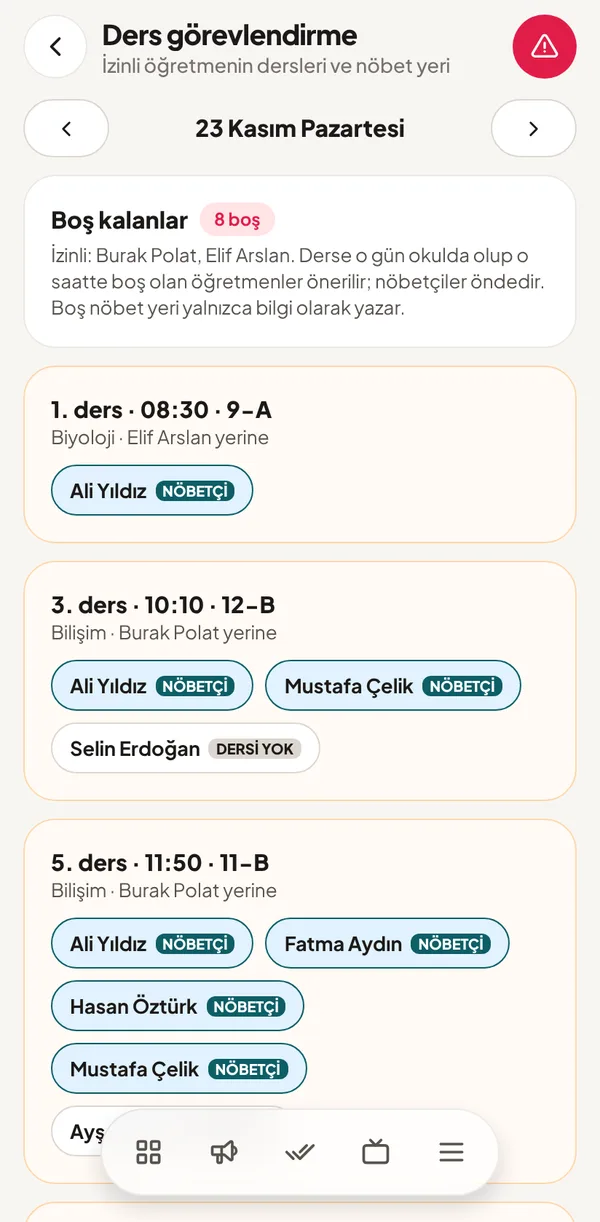 Ders görevlendirme
İzinli öğretmenin dersleri ve nöbet yeri
23 Kasım Pazartesi
Boş kalanlar 8 boş
İzinli: Burak Polat, Elif Arslan. Derse o gün okulda olup o
saatte boş olan öğretmenler önerilir; nöbetçiler öndedir.
Boş nöbet yeri yalnızca bilgi olarak yazar.
1. ders · 08:30 · 9-A
Biyoloji · Elif Arslan yerine
Ali Yıldız NÖBETÇİ
3. ders · 10:10 · 12-B
Bilişim · Burak Polat yerine
Ali Yıldız NÖBETÇİ Mustafa Çelik NÖBETÇİ
Selin Erdoğan DERSİ YOK
5. ders · 11:50 · 11-B
Bilişim · Burak Polat yerine
Ali Yıldız NÖBETÇİ Fatma Aydın NÖBETÇİ
Hasan Öztürk NÖBETÇİ
Mustafa Çelik NÖBETÇİ